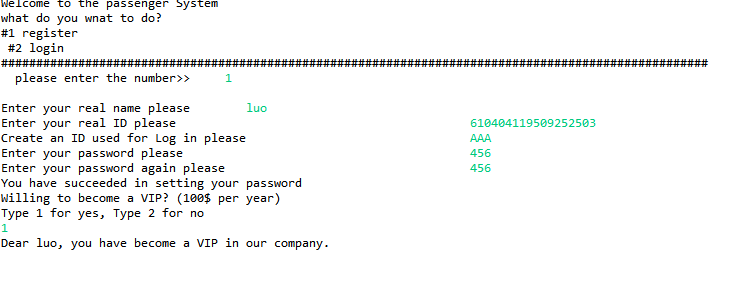 Welcome to the passenger System
what do you wnat to do?
#1 register
#2 login
#####################################################################################################
please enter the number>> 1
Enter your real name please luo
Enter your real ID please 610404119509252503
Create an ID used for Log in please AAA
Enter your password please 456
Enter your password again please 456
You have succeeded in setting your password
Willing to become a VIP? (100$ per year)
Type 1 for yes, Type 2 for no
1
Dear luo, you have become a VIP in our company.